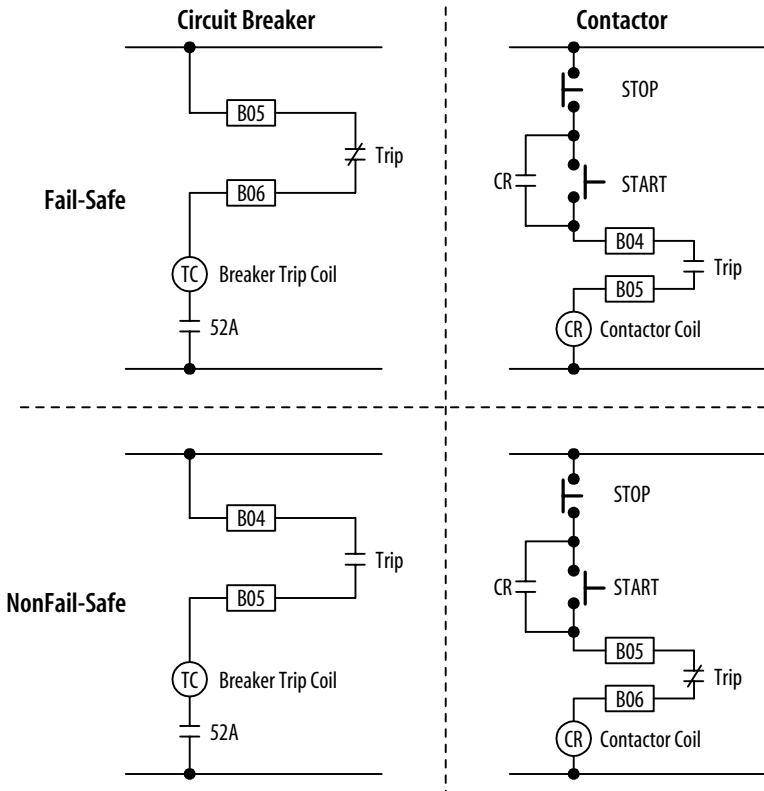 Circuit Breaker
Contactor
Fail-Safe
B05
Trip
B06
TC Breaker Trip Coil
52A
STOP
CR
START
B04
Trip
B05
CR Contactor Coil
NonFail-Safe
B04
Trip
B05
TC Breaker Trip Coil
52A
STOP
CR
START
B05
Trip
B06
CR Contactor Coil